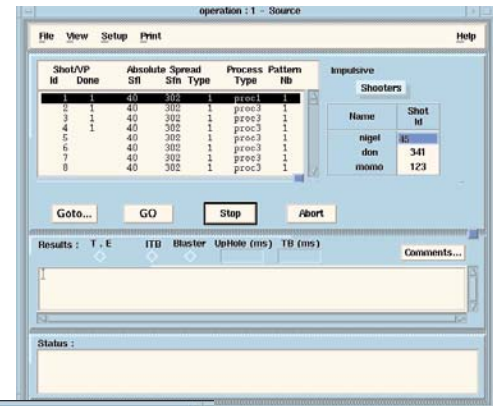 operation : 1 - Source
File View Setup Print Help
Shot/VP Absolute Spread Process Pattern
Id Done Sfl Sfn Type Type Nb
1 1 40 302 1 proc1 1
2 1 40 302 1 proc3 1
3 1 40 302 1 proc3 1
4 1 40 302 1 proc3 1
5 40 302 1 proc3 1
6 40 302 1 proc3 1
7 40 302 1 proc3 1
8 40 302 1 proc3 1
Impulsive
Shooters
Name Shot Id
nigel 45
don 341
momo 123
Goto... GO Stop Abort
Results : T . E ITB Blaster UpHole (ms) TB (ms)
Comments...
Status :